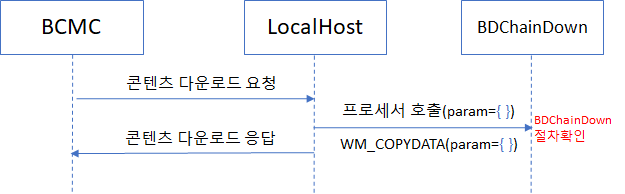 BCMC
LocalHost
BDChainDown
콘텐츠 다운로드 요청
프로세서 호출(param={ })
BDChainDown
절차확인
콘텐츠 다운로드 응답
WM_COPYDATA(param={ })